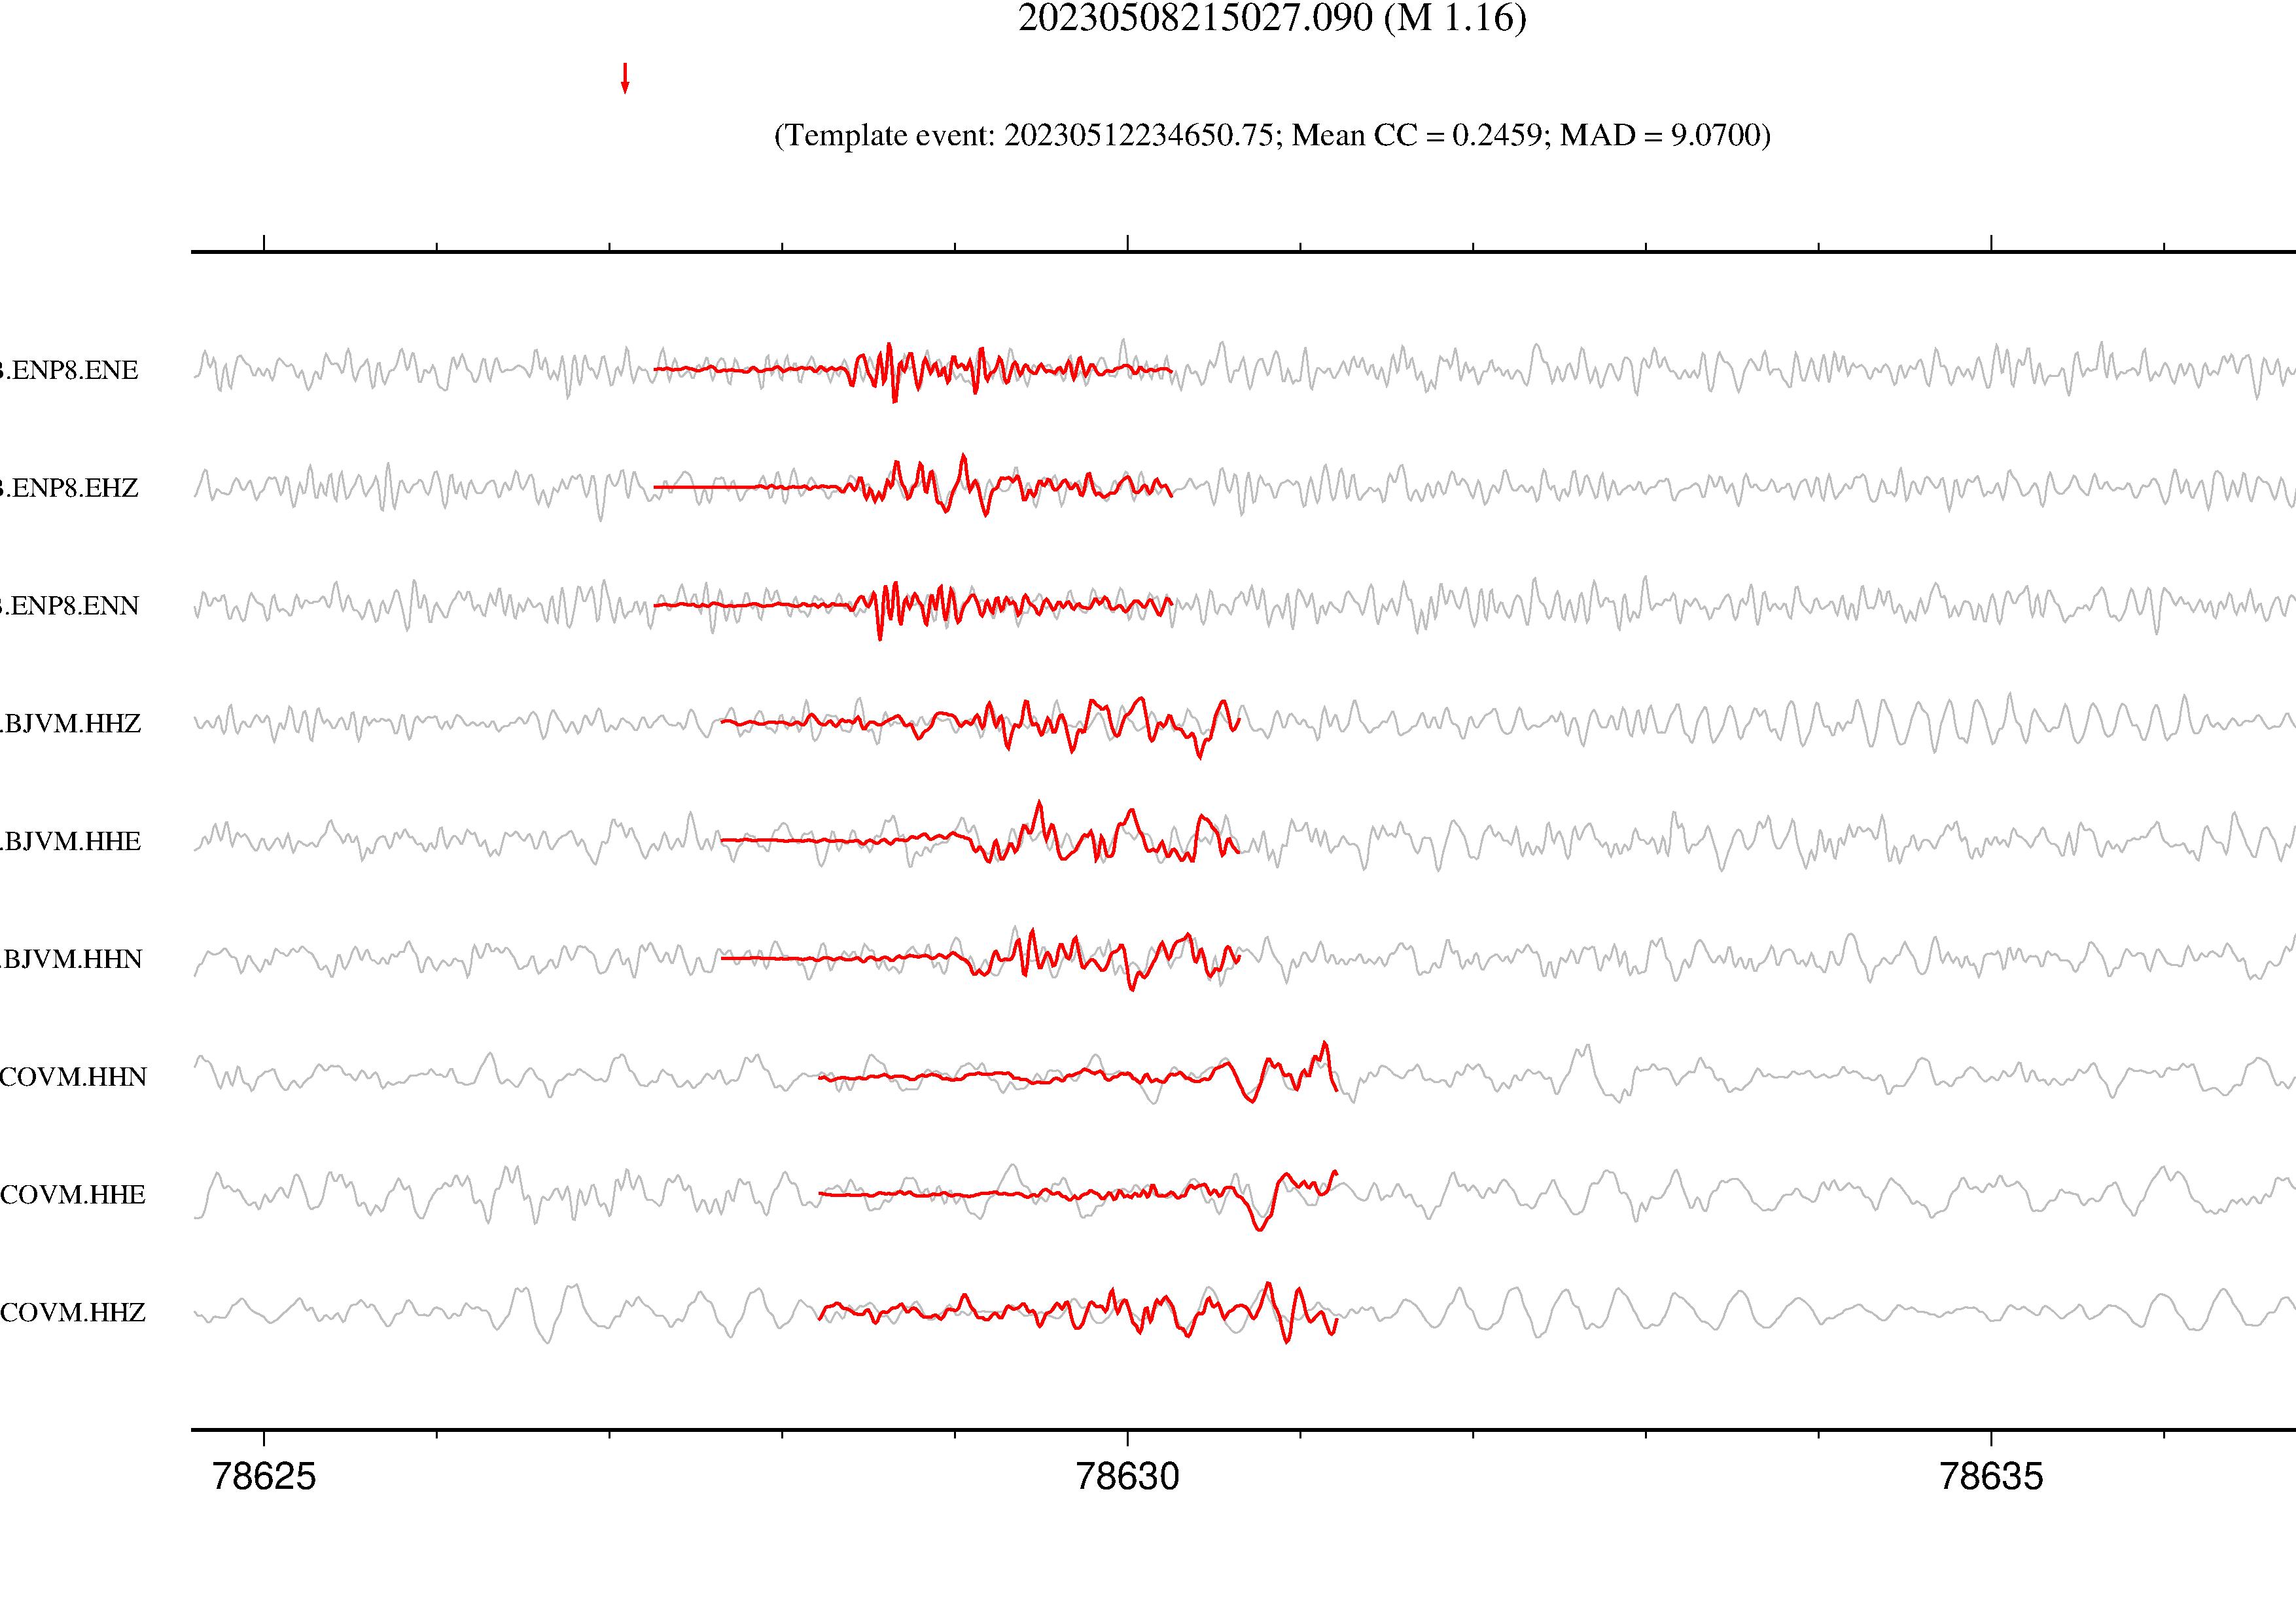 20230508215027.090 (M 1.16)
(Template event: 20230512234650.75; Mean CC = 0.2459; MAD = 9.0700)
.ENP8.ENE
.ENP8.EHZ
.ENP8.ENN
.BJVM.HHZ
.BJVM.HHE
.BJVM.HHN
COVM.HHN
COVM.HHE
COVM.HHZ
78625 78630 78635